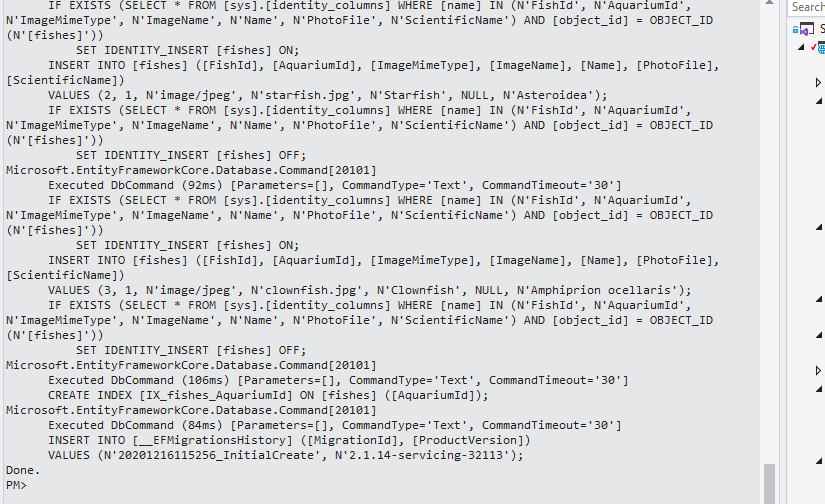 IF EXISTS (SELECT * FROM [sys].[identity_columns] WHERE [name] IN (N'FishId', N'AquariumId',
N'ImageMimeType', N'ImageName', N'Name', N'PhotoFile', N'ScientificName') AND [object_id] = OBJECT_ID
(N'[fishes]'))
SET IDENTITY_INSERT [fishes] ON;
INSERT INTO [fishes] ([FishId], [AquariumId], [ImageMimeType], [ImageName], [Name], [PhotoFile],
[ScientificName])
VALUES (2, 1, N'image/jpeg', N'starfish.jpg', N'Starfish', NULL, N'Asteroidea');
IF EXISTS (SELECT * FROM [sys].[identity_columns] WHERE [name] IN (N'FishId', N'AquariumId',
N'ImageMimeType', N'ImageName', N'Name', N'PhotoFile', N'ScientificName') AND [object_id] = OBJECT_ID
(N'[fishes]'))
SET IDENTITY_INSERT [fishes] OFF;
Microsoft.EntityFrameworkCore.Database.Command[20101]
Executed DbCommand (92ms) [Parameters=[], CommandType='Text', CommandTimeout='30']
IF EXISTS (SELECT * FROM [sys].[identity_columns] WHERE [name] IN (N'FishId', N'AquariumId',
N'ImageMimeType', N'ImageName', N'Name', N'PhotoFile', N'ScientificName') AND [object_id] = OBJECT_ID
(N'[fishes]'))
SET IDENTITY_INSERT [fishes] ON;
INSERT INTO [fishes] ([FishId], [AquariumId], [ImageMimeType], [ImageName], [Name], [PhotoFile],
[ScientificName])
VALUES (3, 1, N'image/jpeg', N'clownfish.jpg', N'Clownfish', NULL, N'Amphiprion ocellaris');
IF EXISTS (SELECT * FROM [sys].[identity_columns] WHERE [name] IN (N'FishId', N'AquariumId',
N'ImageMimeType', N'ImageName', N'Name', N'PhotoFile', N'ScientificName') AND [object_id] = OBJECT_ID
(N'[fishes]'))
SET IDENTITY_INSERT [fishes] OFF;
Microsoft.EntityFrameworkCore.Database.Command[20101]
Executed DbCommand (106ms) [Parameters=[], CommandType='Text', CommandTimeout='30']
CREATE INDEX [IX_fishes_AquariumId] ON [fishes] ([AquariumId]);
Microsoft.EntityFrameworkCore.Database.Command[20101]
Executed DbCommand (84ms) [Parameters=[], CommandType='Text', CommandTimeout='30']
INSERT INTO [__EFMigrationsHistory] ([MigrationId], [ProductVersion])
VALUES (N'20201216115256_InitialCreate', N'2.1.14-servicing-32113');
Done.
PM>
Search
S